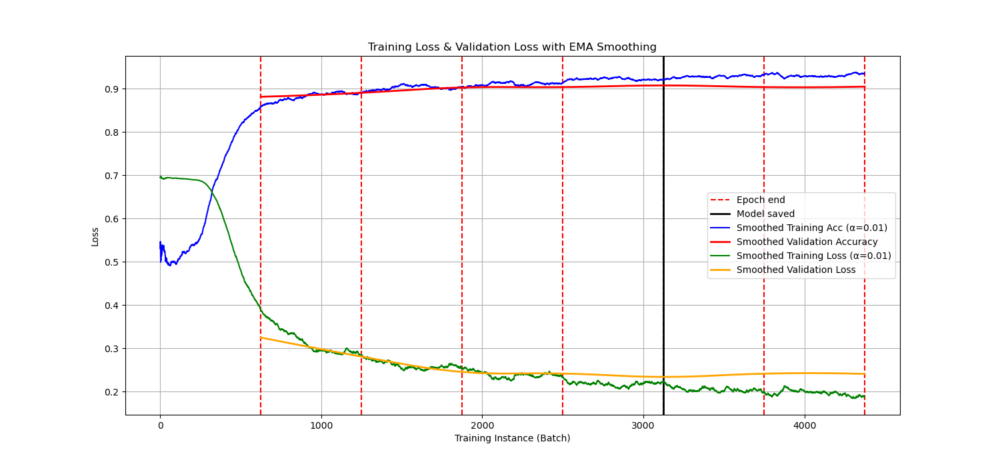 Training Loss & Validation Loss with EMA Smoothing
0.9
0.8
0.7
0.6
0.5
0.4
0.3
0.2
Loss
Epoch end
Model saved
Smoothed Training Acc (α=0.01)
Smoothed Validation Accuracy
Smoothed Training Loss (α=0.01)
Smoothed Validation Loss
0 1000 2000 3000 4000
Training Instance (Batch)